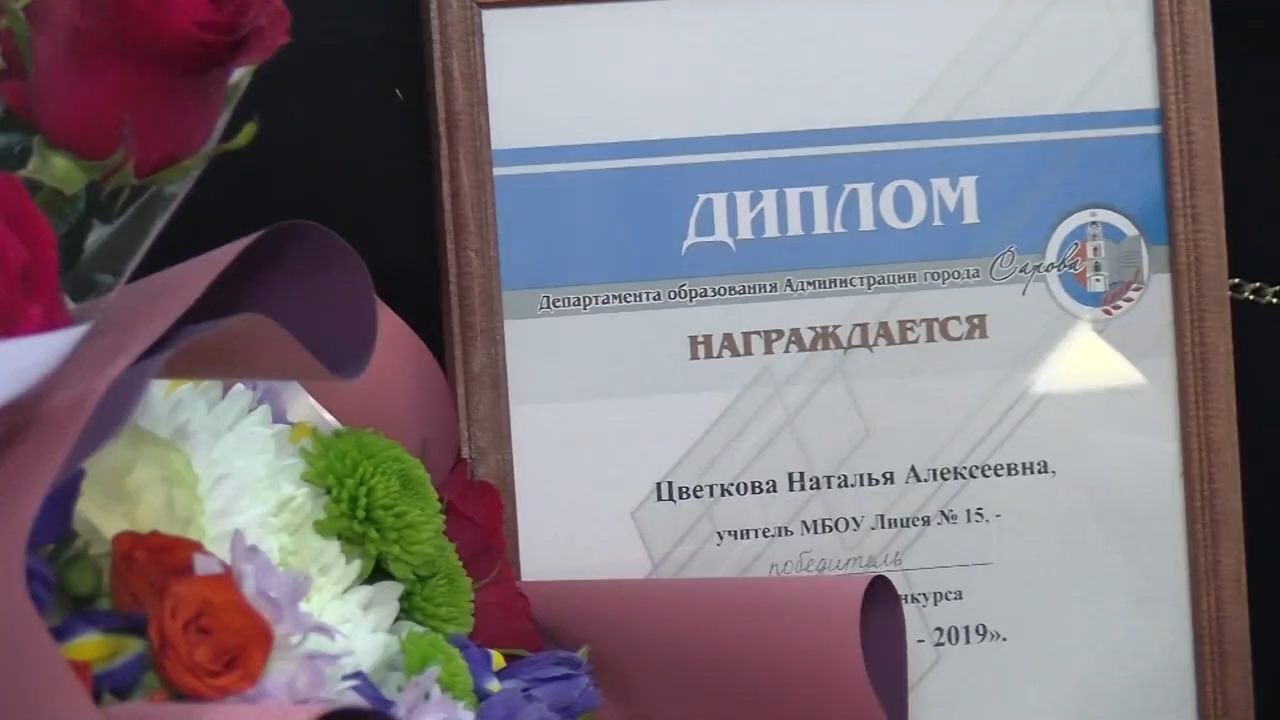 ДИПЛОМ
Департамента образования Администрации города Сарова
НАГРАЖДАЕТСЯ
Цветкова Наталья Алексеевна,
учитель МБОУ Лицея № 15, -
победитель
нкурса
- 2019».